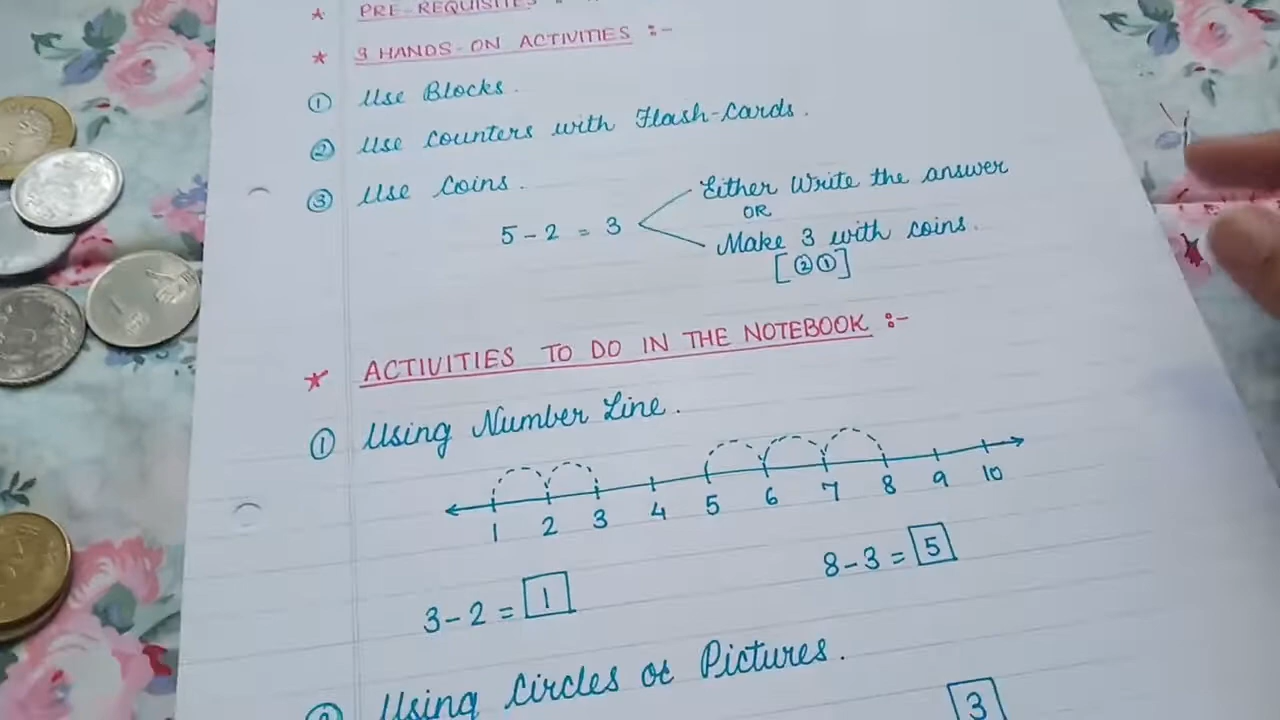 * PRE-REQUISITES :
* 3 HANDS-ON ACTIVITIES :-
① Use Blocks.
② Use Counters with Flash-Cards.
③ Use Coins.
5 - 2 = 3
Either Write the answer
OR
Make 3 with coins.
[②①]
* ACTIVITIES TO DO IN THE NOTEBOOK :-
① Using Number Line.
1 2 3 4 5 6 7 8 9 10
3 - 2 = 1
8 - 3 = 5
② Using Circles or Pictures.
3